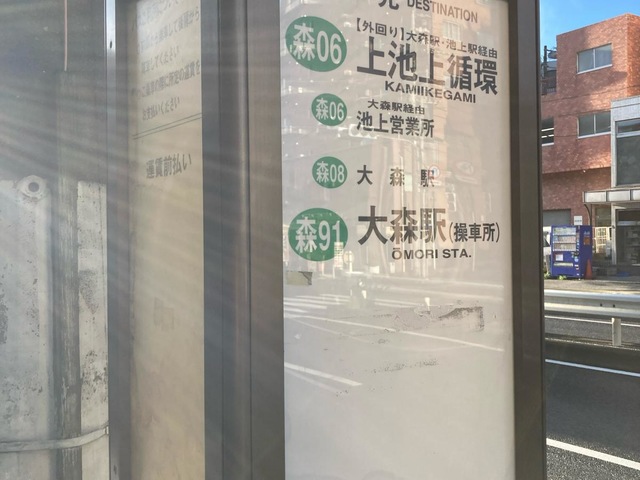 先 DESTINATION
森06
【外回り】大森駅・池上駅経由
上池上循環
KAMIIKEGAMI
森06
大森駅経由
池上営業所
森08
大森駅
森91
大森駅(操車所)
ŌMORI STA.
運賃前払い